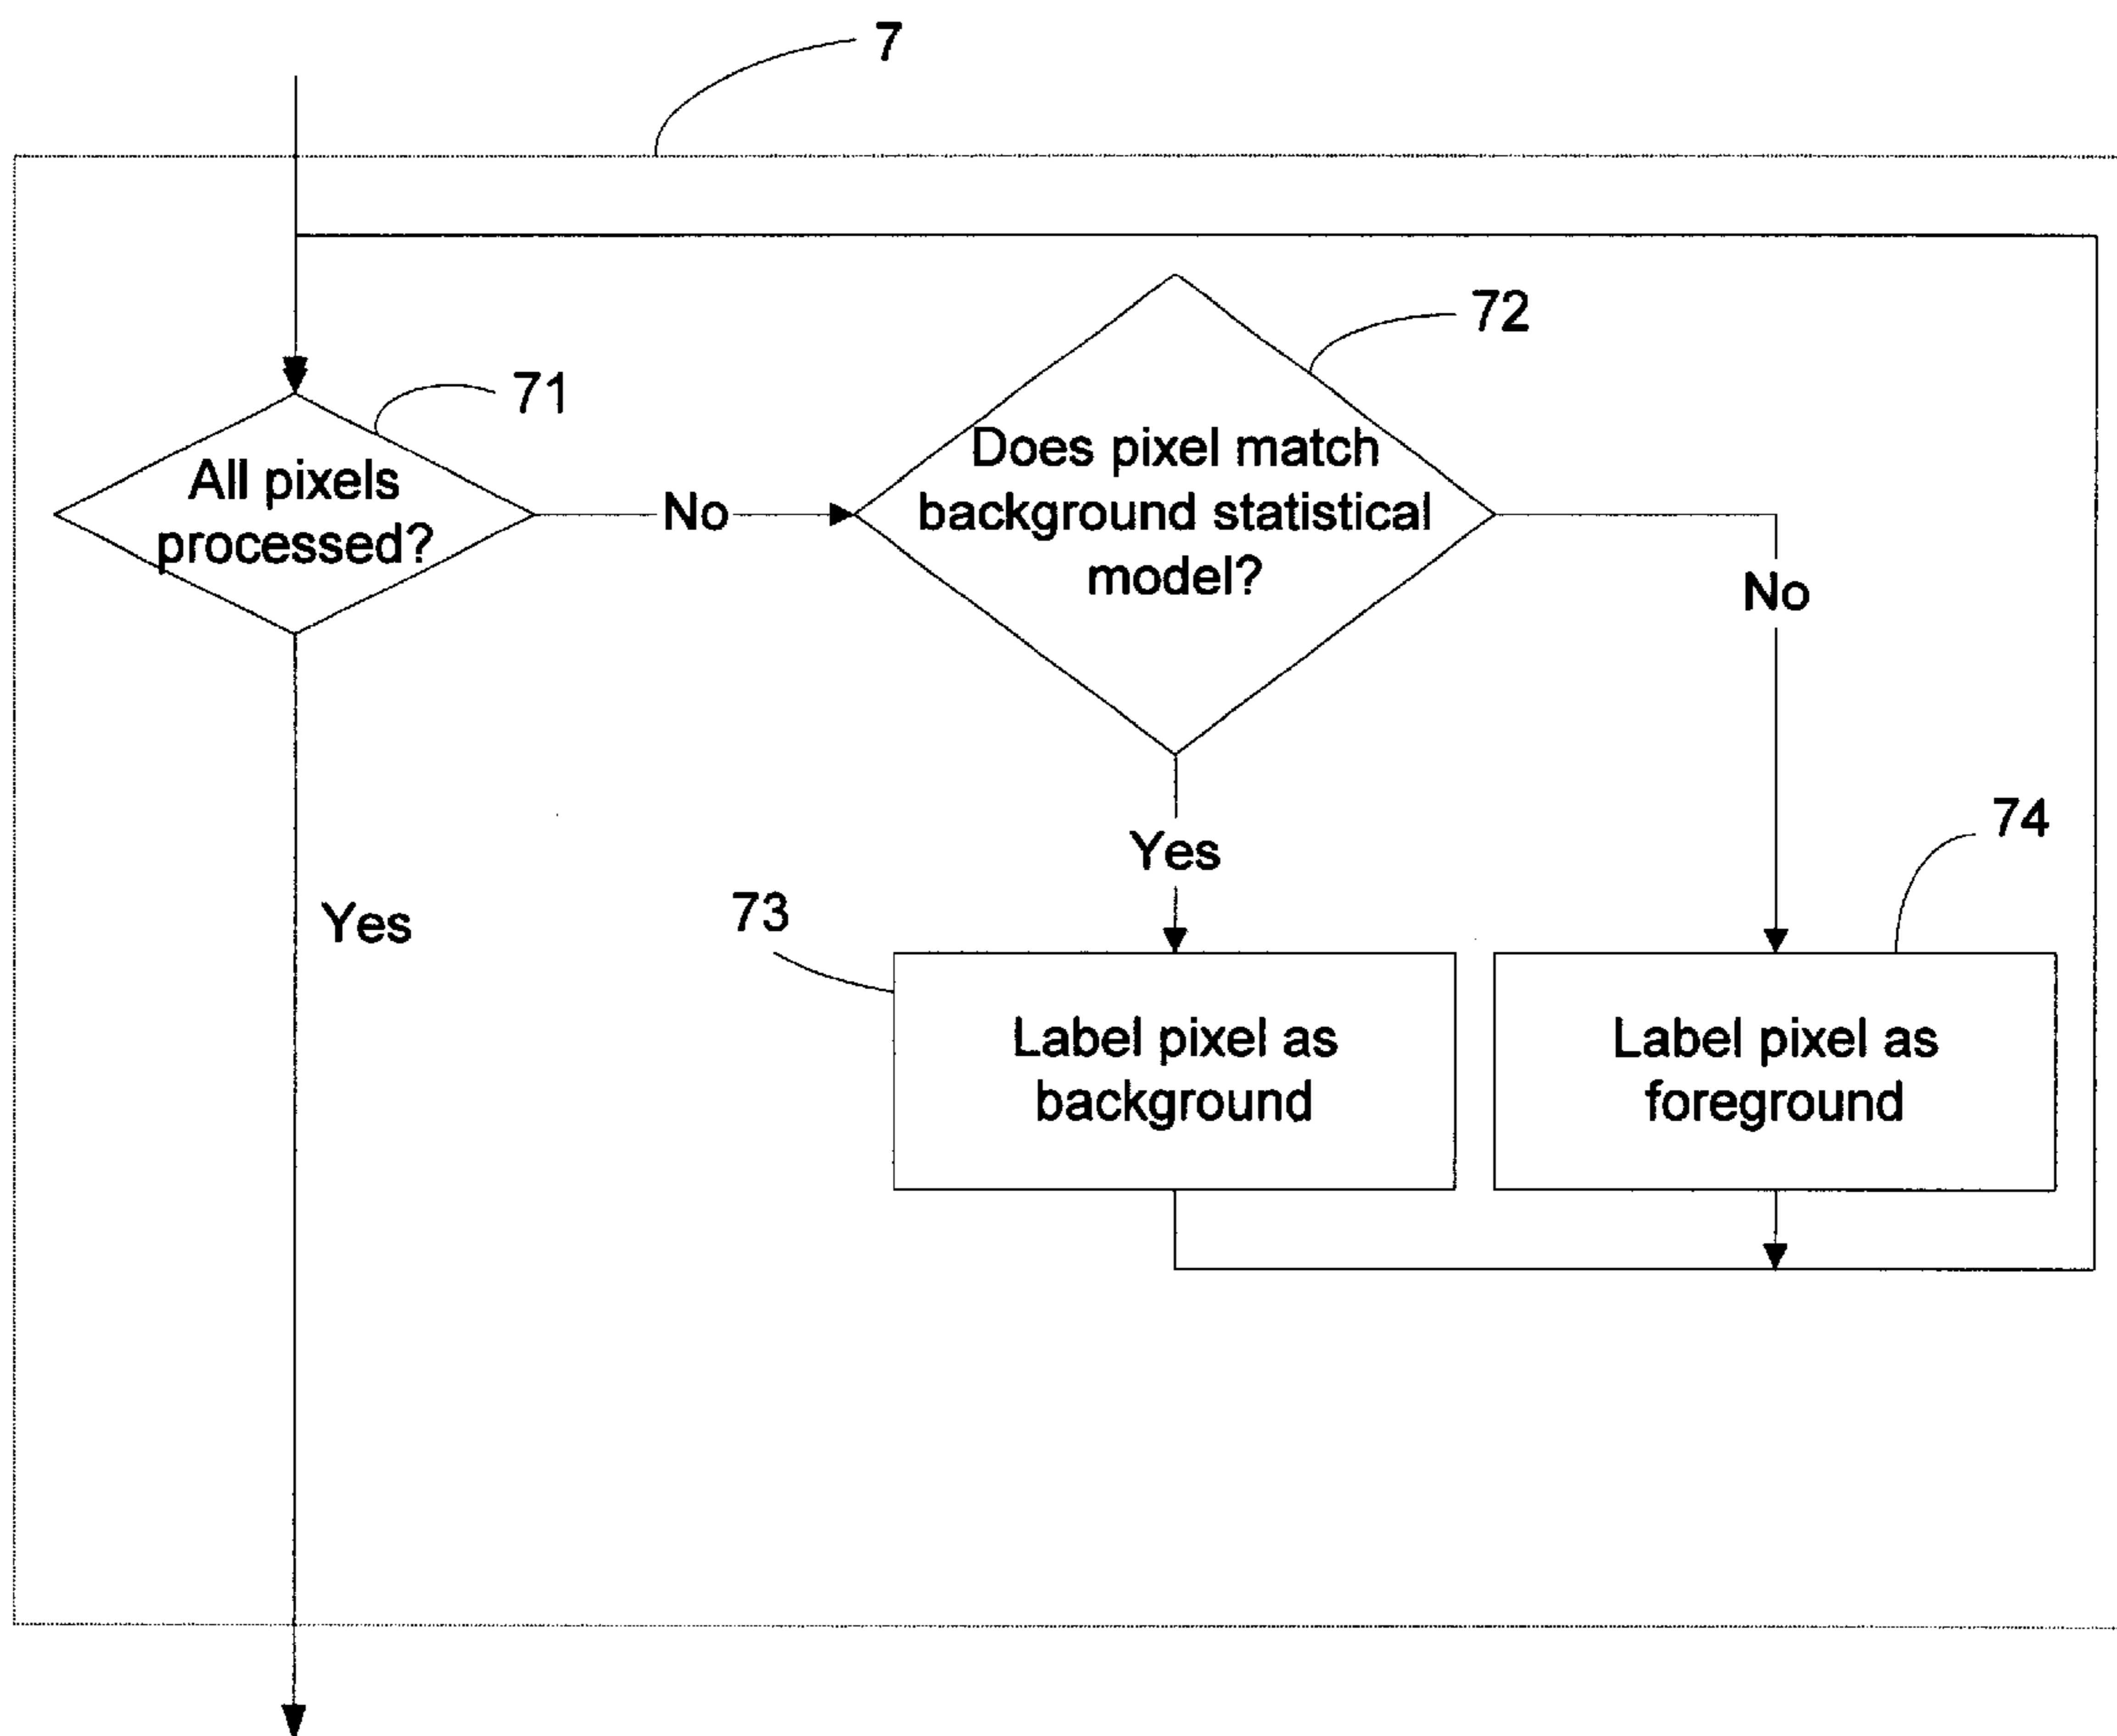 7
72
71
All pixels
processed?
No
Does pixel match
background statistical
model?
No
Yes
Yes
73
74
Label pixel as
background
Label pixel as
foreground